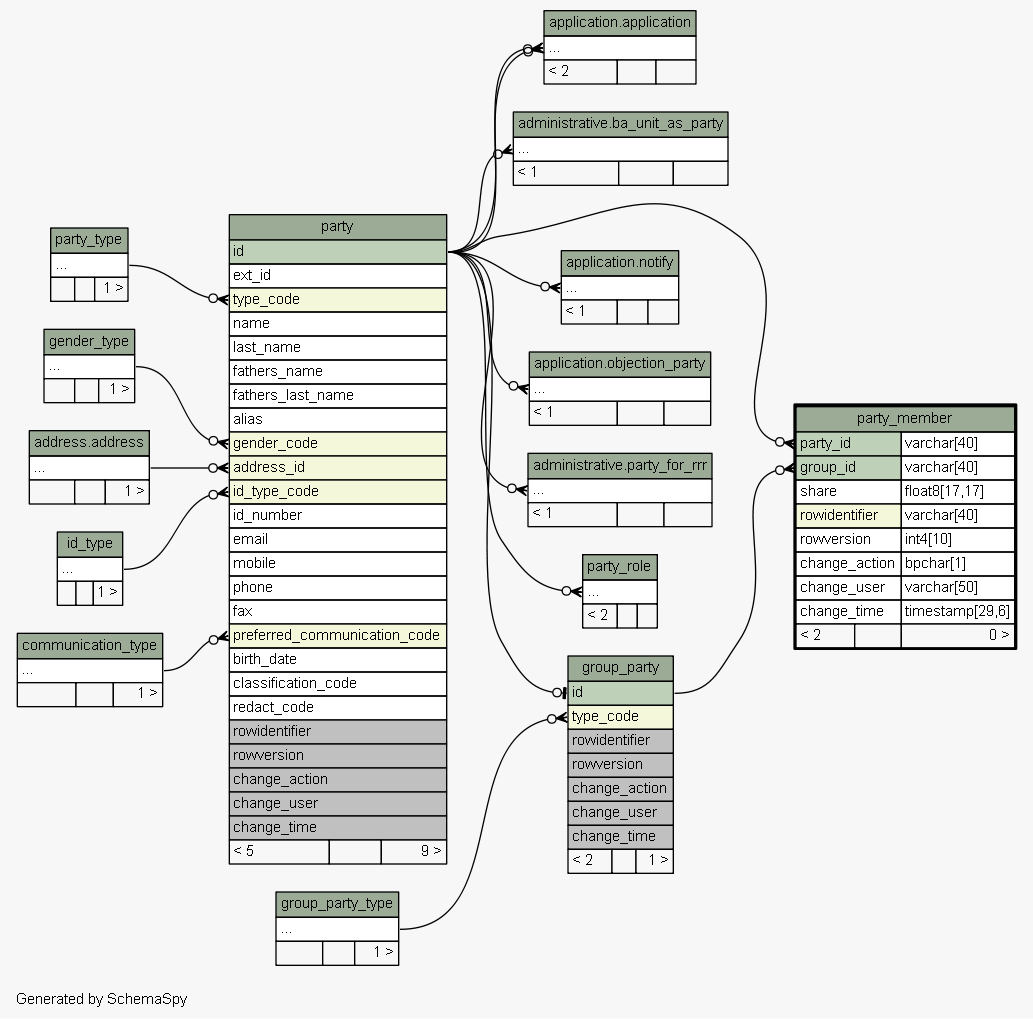 application.application
...
< 2
administrative.ba_unit_as_party
...
< 1
party_type
...
1 >
gender_type
...
1 >
address.address
...
1 >
id_type
...
1 >
communication_type
...
1 >
party
id
ext_id
type_code
name
last_name
fathers_name
fathers_last_name
alias
gender_code
address_id
id_type_code
id_number
email
mobile
phone
fax
preferred_communication_code
birth_date
classification_code
redact_code
rowidentifier
rowversion
change_action
change_user
change_time
< 5 9 >
application.notify
...
< 1
application.objection_party
...
< 1
administrative.party_for_rrr
...
< 1
party_role
...
< 2
group_party
id
type_code
rowidentifier
rowversion
change_action
change_user
change_time
< 2 1 >
party_member
party_id varchar[40]
group_id varchar[40]
share float8[17,17]
rowidentifier varchar[40]
rowversion int4[10]
change_action bpchar[1]
change_user varchar[50]
change_time timestamp[29,6]
< 2 0 >
group_party_type
...
1 >
Generated by SchemaSpy